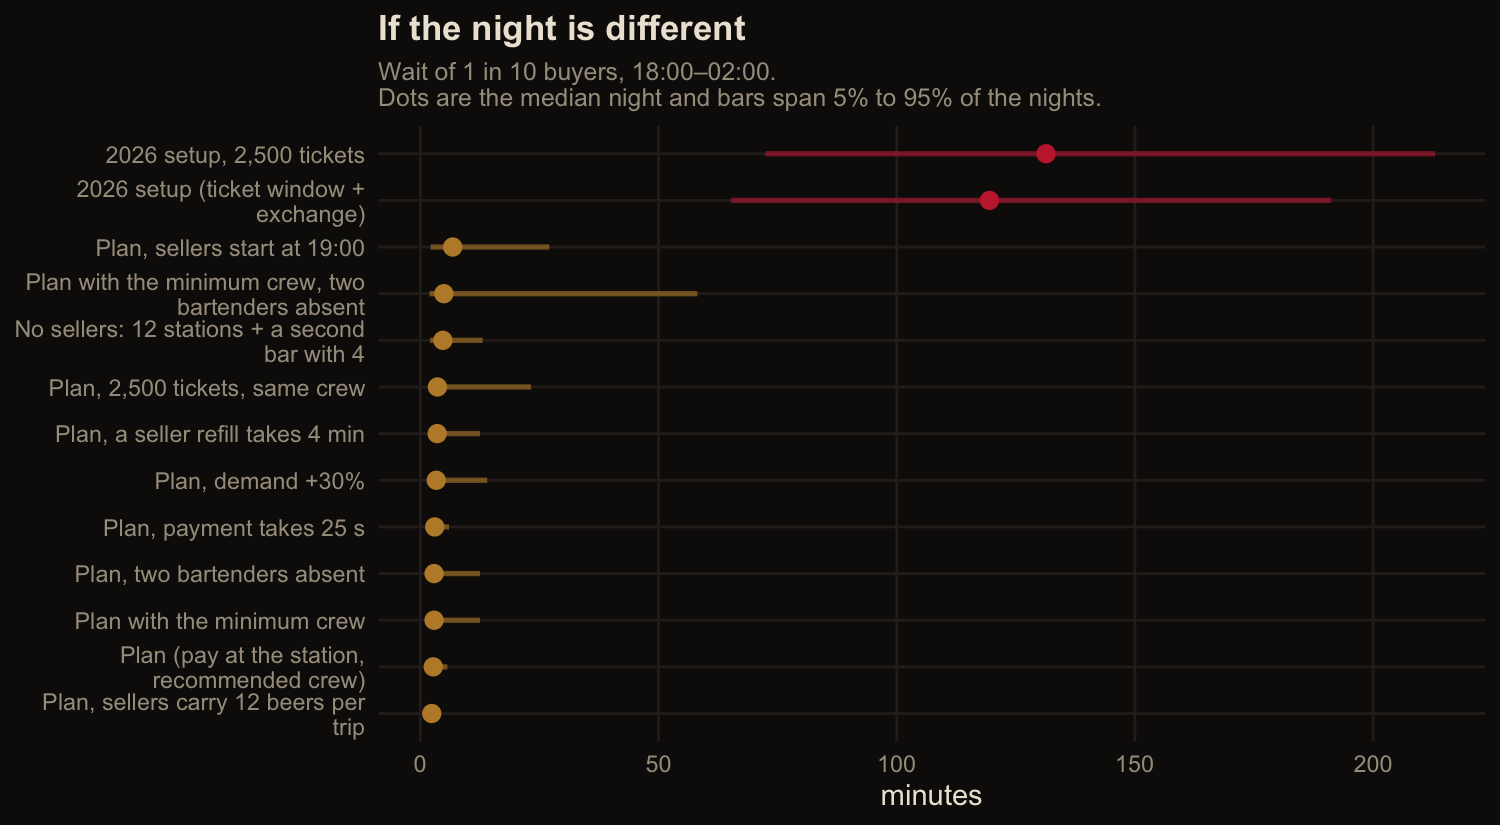 If the night is different
Wait of 1 in 10 buyers, 18:00–02:00.
Dots are the median night and bars span 5% to 95% of the nights.
2026 setup, 2,500 tickets
2026 setup (ticket window +
exchange)
Plan, sellers start at 19:00
Plan with the minimum crew, two
bartenders absent
No sellers: 12 stations + a second
bar with 4
Plan, 2,500 tickets, same crew
Plan, a seller refill takes 4 min
Plan, demand +30%
Plan, payment takes 25 s
Plan, two bartenders absent
Plan with the minimum crew
Plan (pay at the station,
recommended crew)
Plan, sellers carry 12 beers per
trip
0 50 100 150 200
minutes